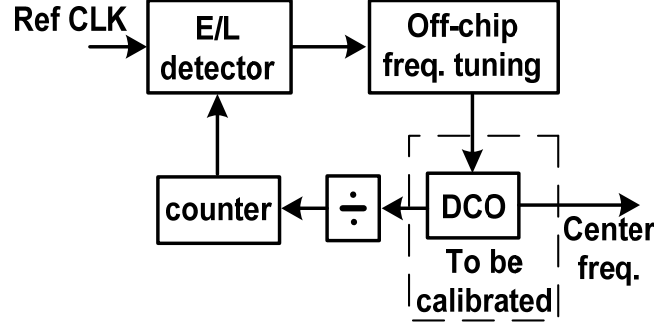 Ref CLK
E/L
detector
Off-chip
freq. tuning
counter
÷
DCO
Center
freq.
To be
calibrated